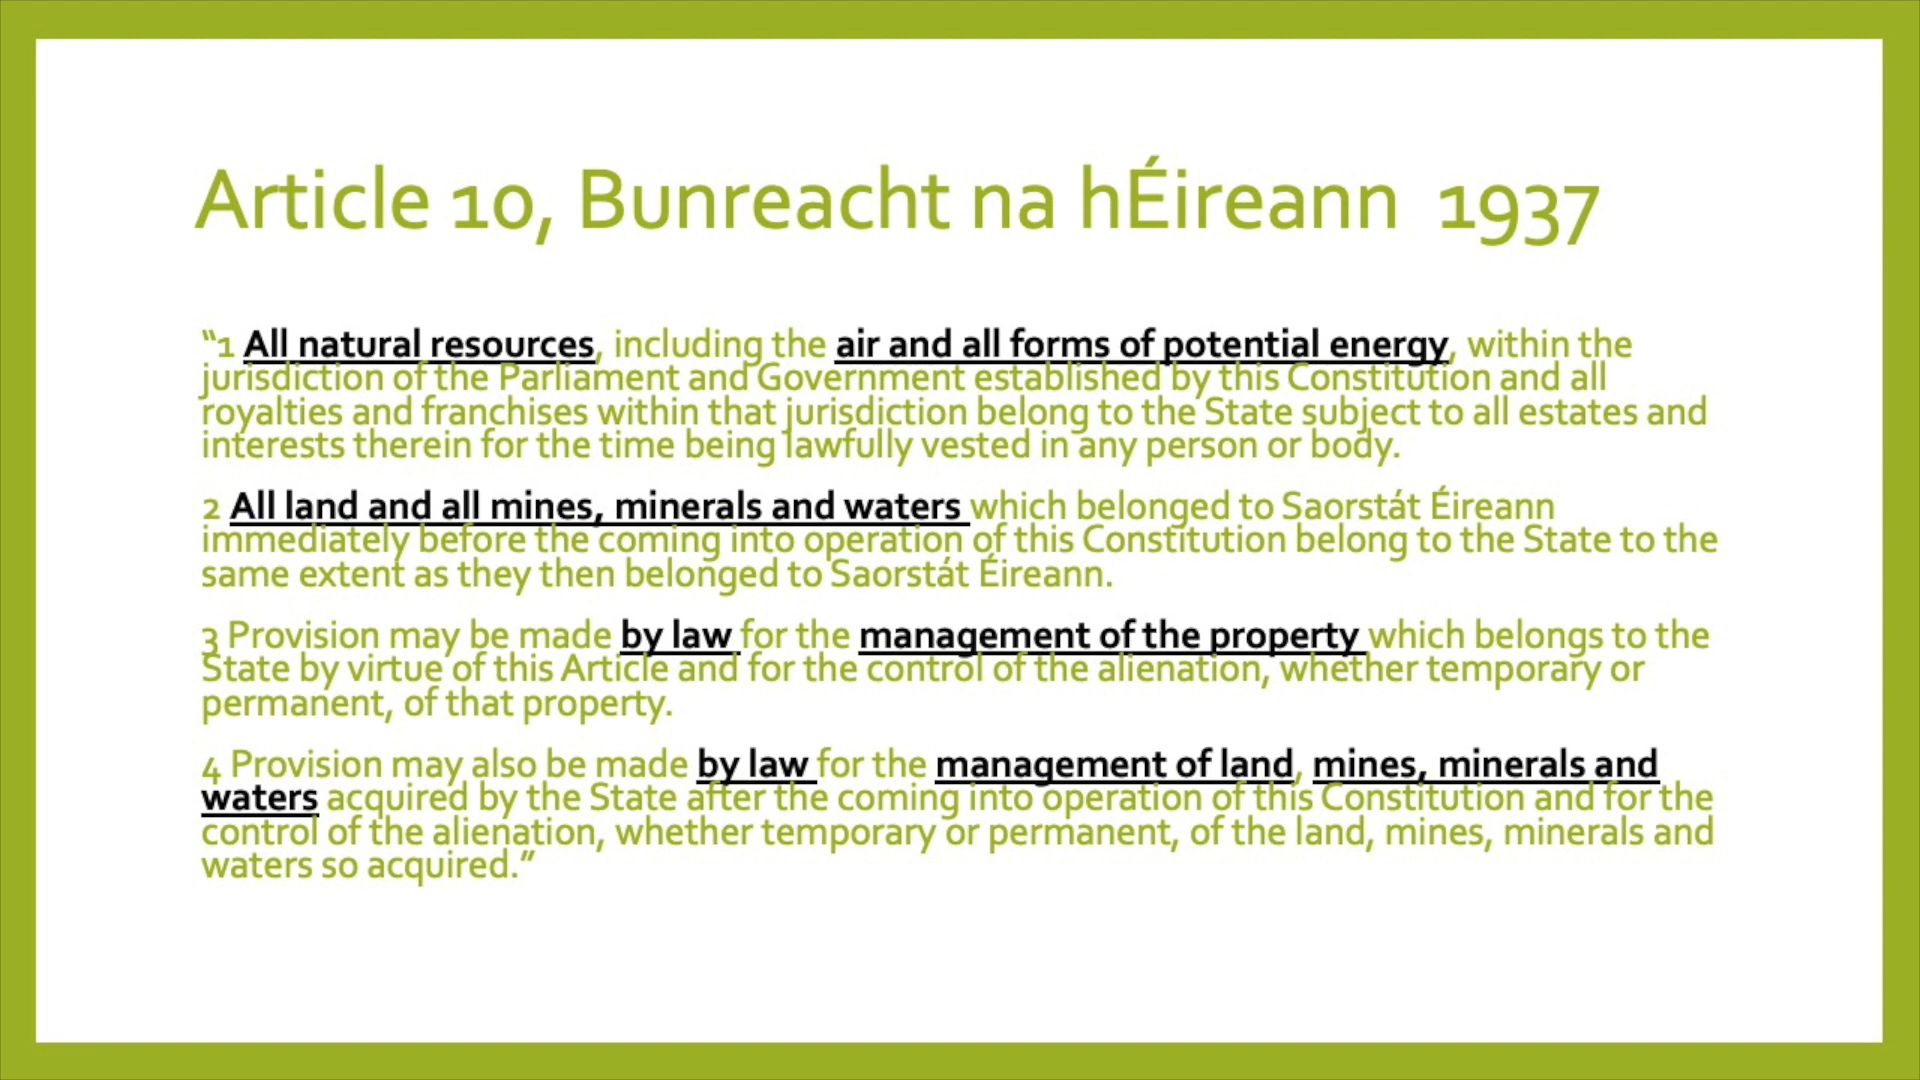 Article 10, Bunreacht na hÉireann 1937
“1 All natural resources, including the air and all forms of potential energy, within the
jurisdiction of the Parliament and Government established by this Constitution and all
royalties and franchises within that jurisdiction belong to the State subject to all estates and
interests therein for the time being lawfully vested in any person or body.
2 All land and all mines, minerals and waters which belonged to Saorstát Éireann
immediately before the coming into operation of this Constitution belong to the State to the
same extent as they then belonged to Saorstát Éireann.
3 Provision may be made by law for the management of the property which belongs to the
State by virtue of this Article and for the control of the alienation, whether temporary or
permanent, of that property.
4 Provision may also be made by law for the management of land, mines, minerals and
waters acquired by the State after the coming into operation of this Constitution and for the
control of the alienation, whether temporary or permanent, of the land, mines, minerals and
waters so acquired.”